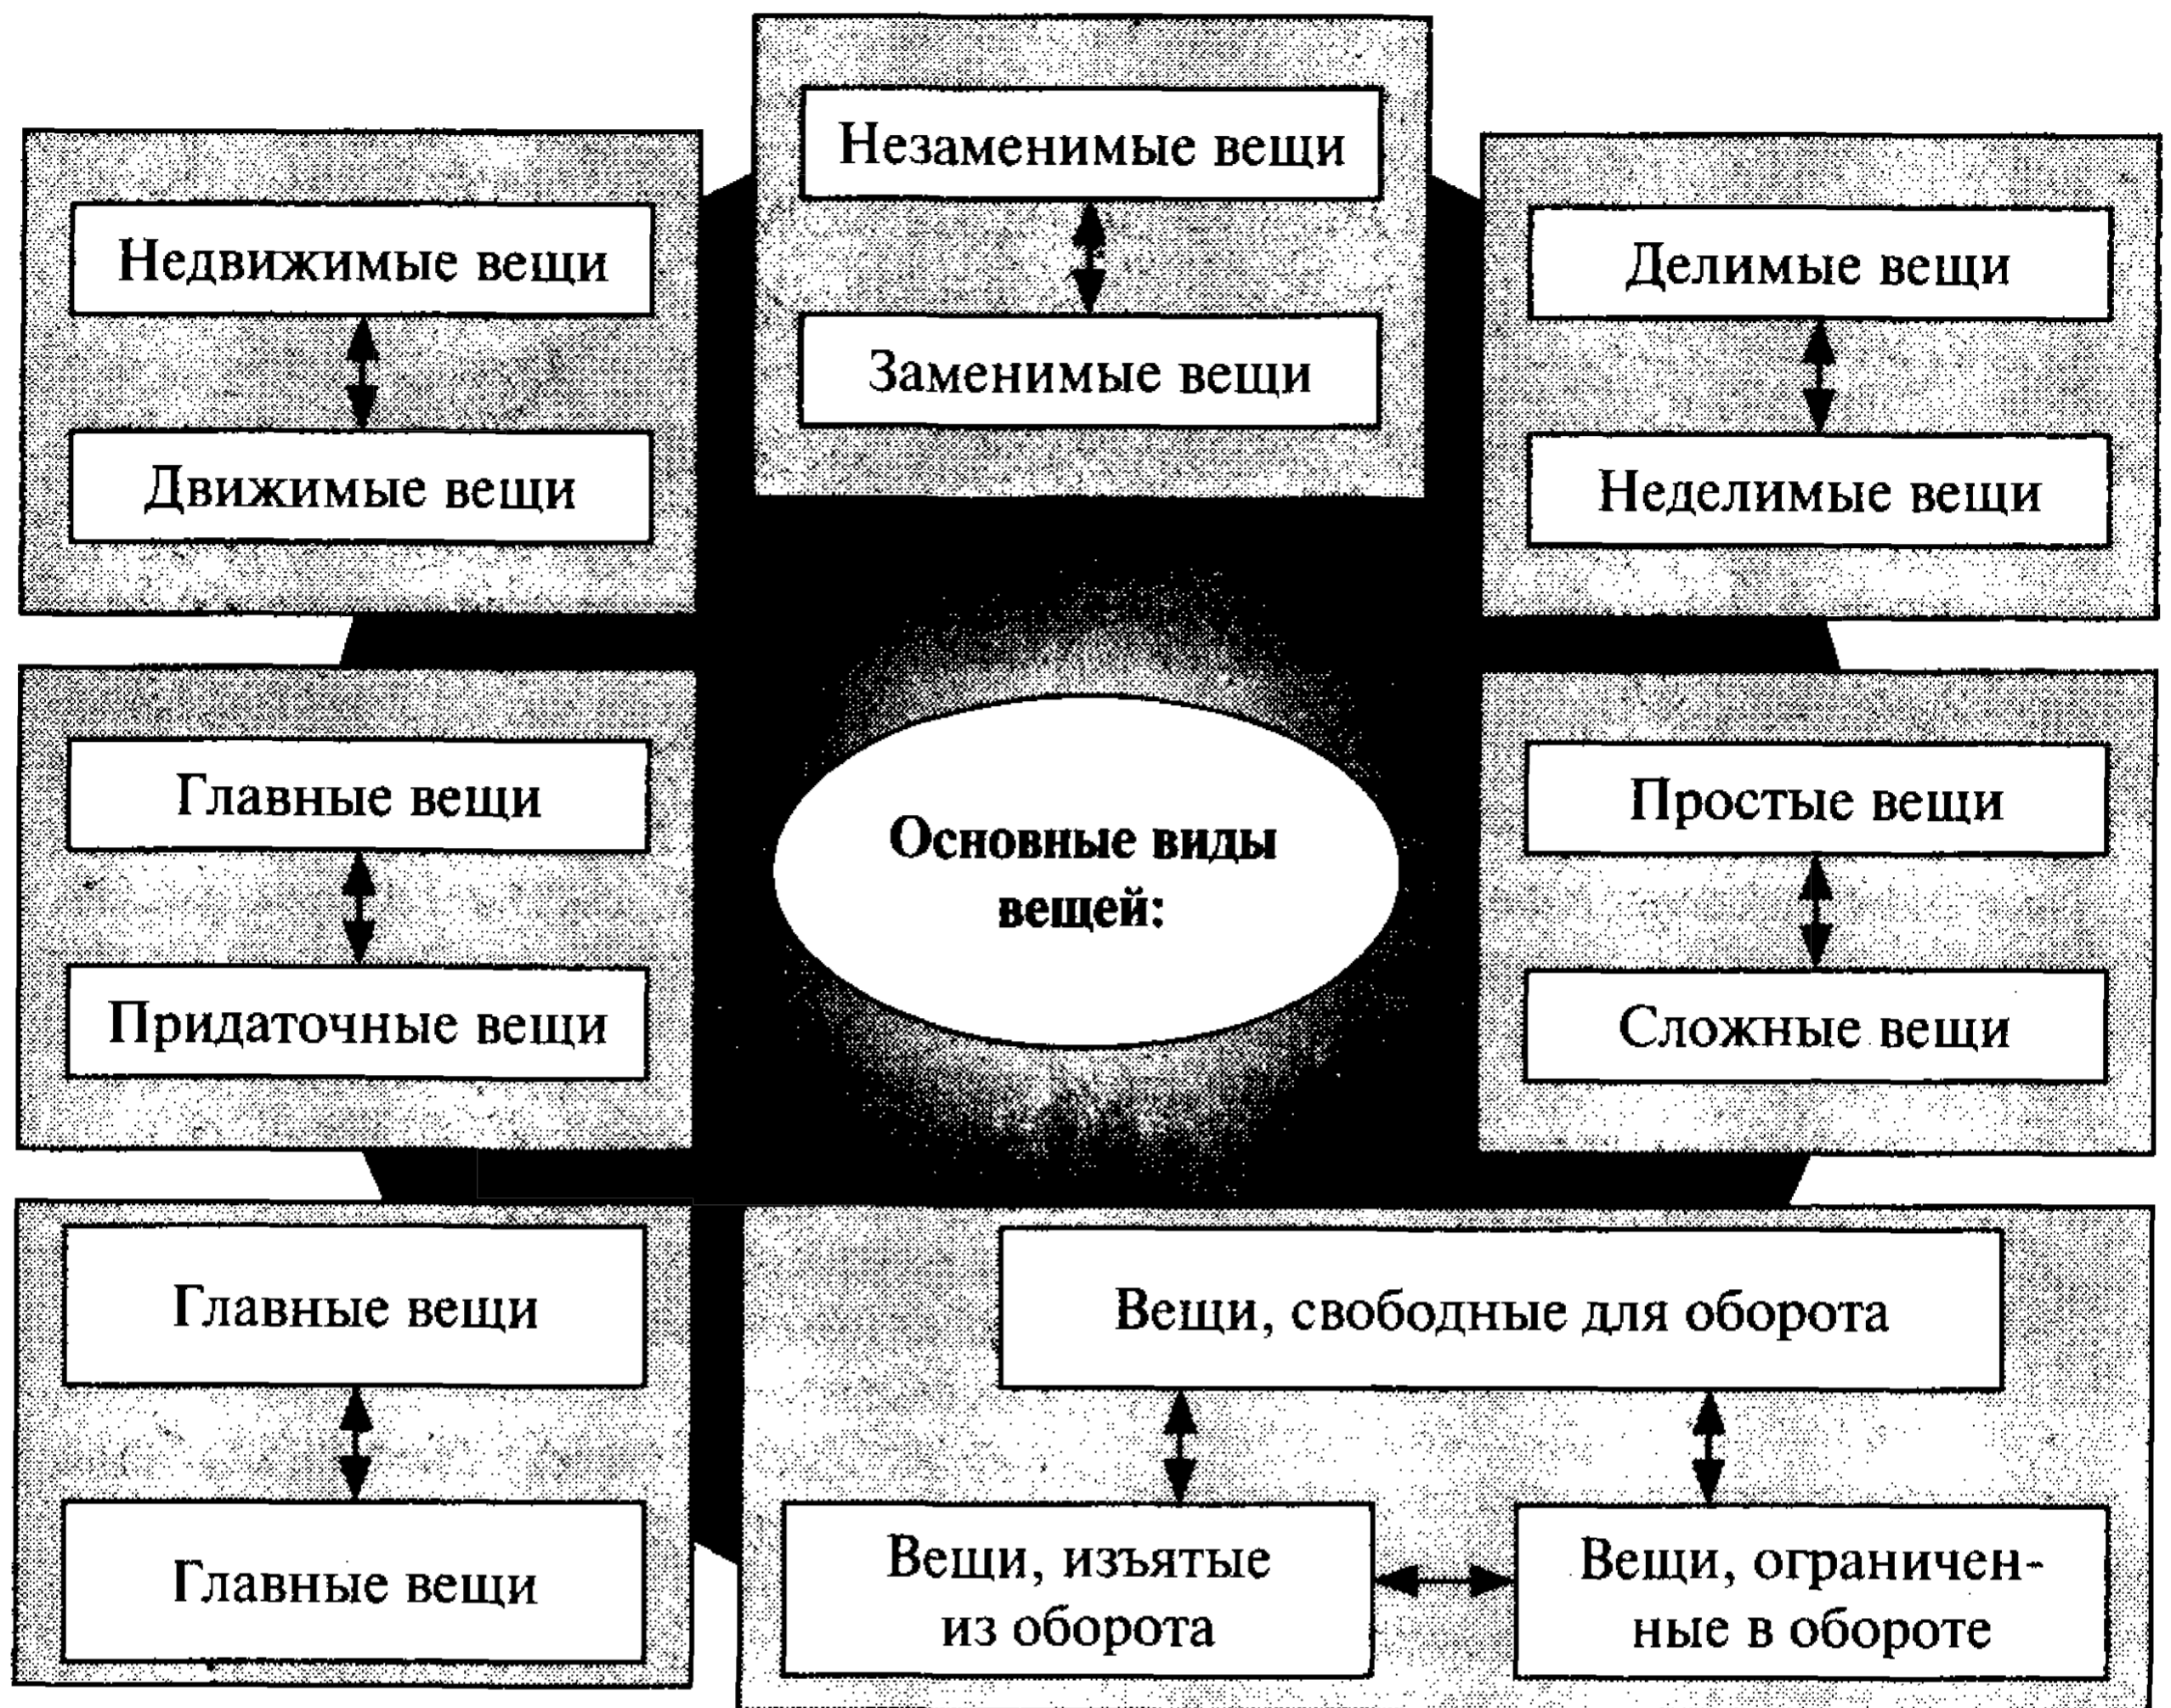 Незаменимые вещи
Заменимые вещи
Недвижимые вещи
Движимые вещи
Делимые вещи
Неделимые вещи
Главные вещи
Придаточные вещи
Основные виды
вещей:
Простые вещи
Сложные вещи
Главные вещи
Главные вещи
Вещи, свободные для оборота
Вещи, изъятые
из оборота
Вещи, ограничен-
ные в обороте